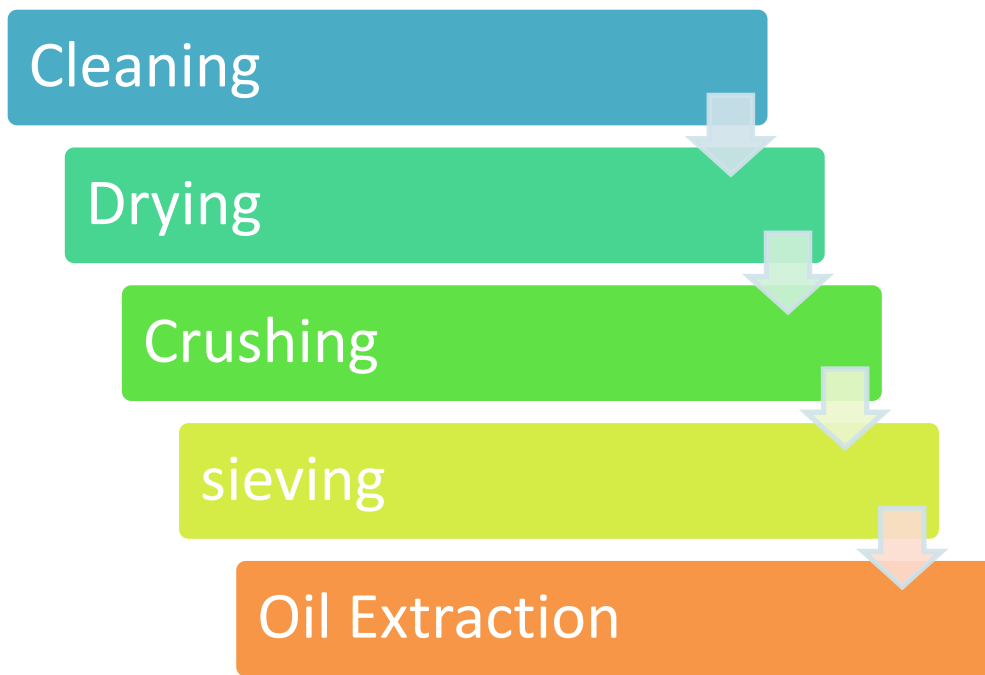 Cleaning
Drying
Crushing
sieving
Oil Extraction